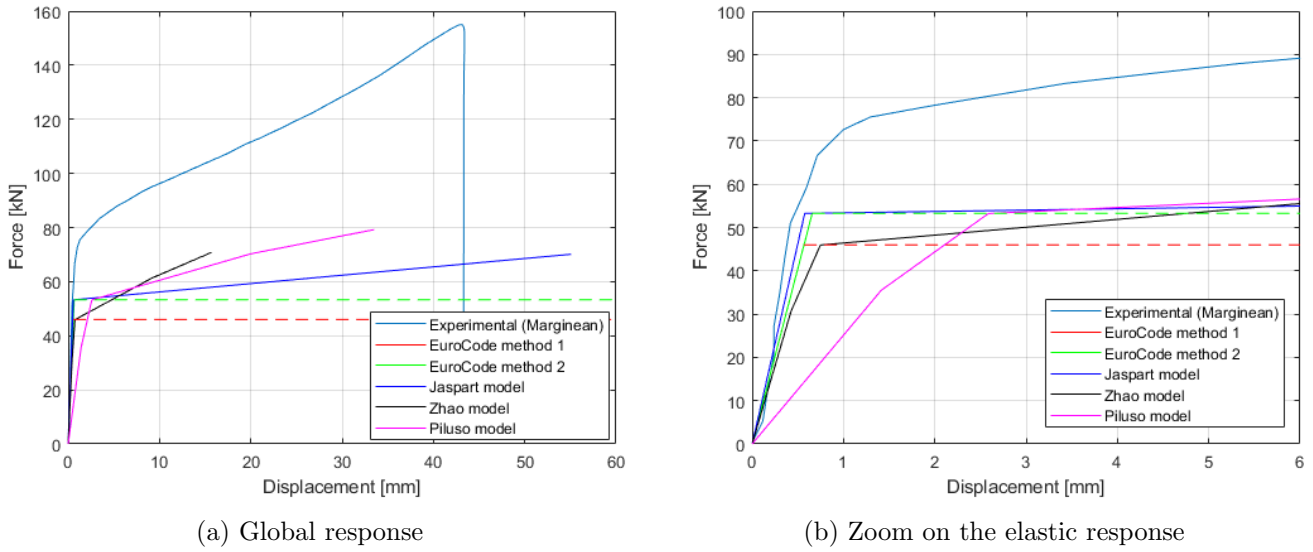 160
140
120
100
80
60
40
20
0
Force [kN]
0 10 20 30 40 50 60
Displacement [mm]
Experimental (Marginean)
EuroCode method 1
EuroCode method 2
Jaspart model
Zhao model
Piluso model
(a) Global response
100
90
80
70
60
50
40
30
20
10
0
Force [kN]
0 1 2 3 4 5 6
Displacement [mm]
Experimental (Marginean)
EuroCode method 1
EuroCode method 2
Jaspart model
Zhao model
Piluso model
(b) Zoom on the elastic response